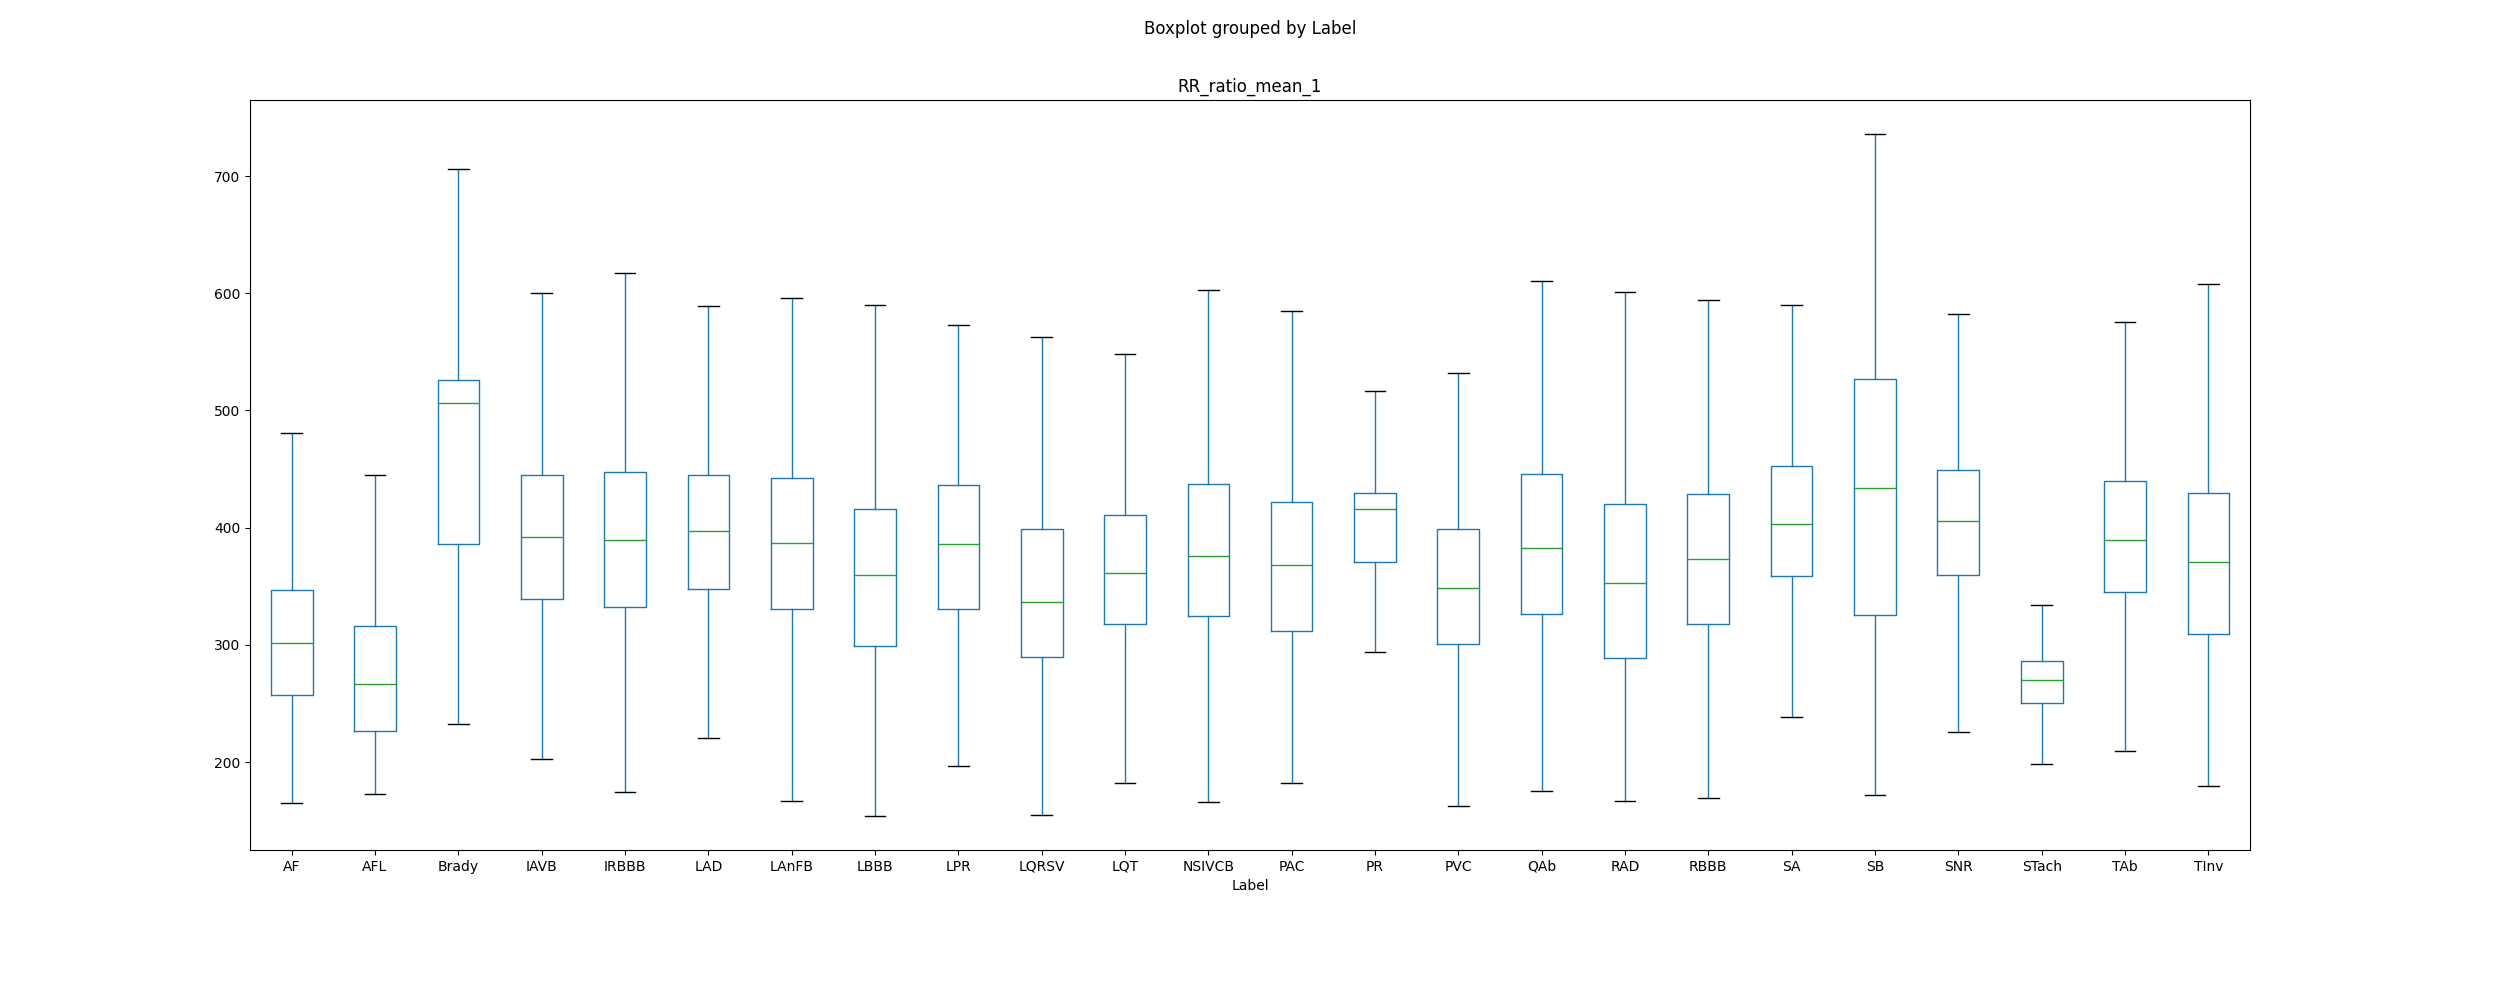 Boxplot grouped by Label
RR_ratio_mean_1
700
600
500
400
300
200
AF AFL Brady IAVB IRBBB LAD LAnFB LBBB LPR LQRSV LQT NSIVCB PAC PR PVC QAb RAD RBBB SA SB SNR STach TAb TInv
Label